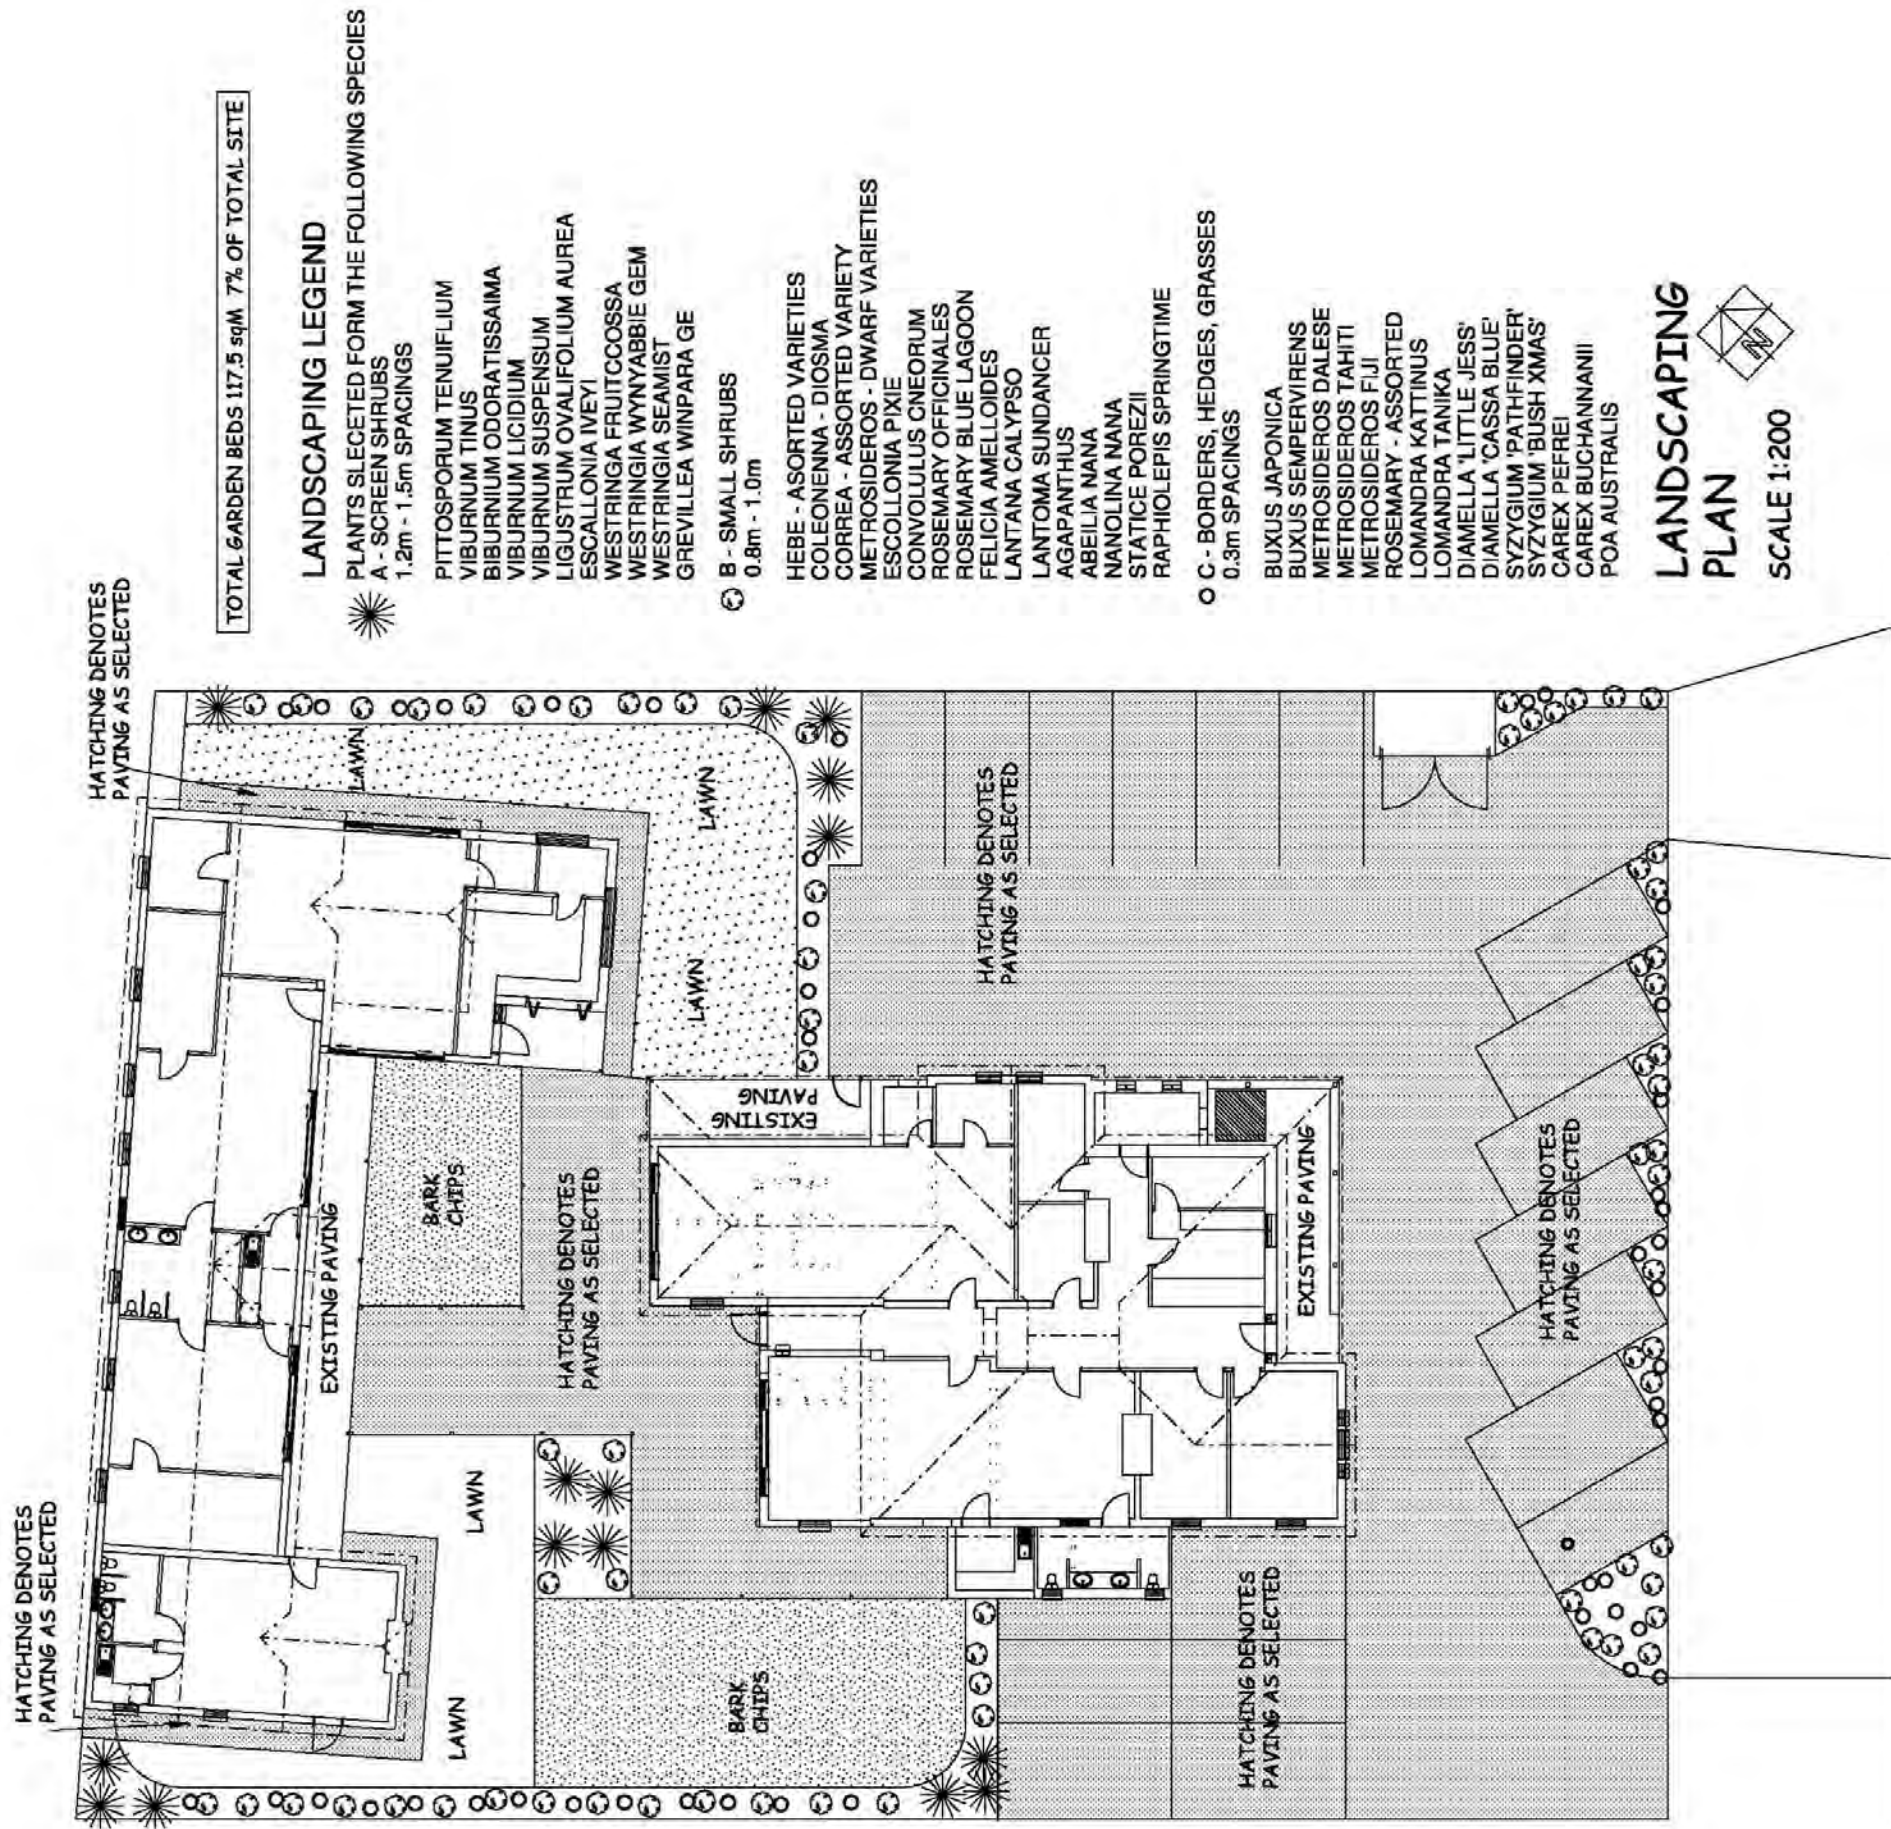 TOTAL GARDEN BEDS 117.5 sqM 7% OF TOTAL SITE
LANDSCAPING LEGEND
PLANTS SLECETED FORM THE FOLLOWING SPECIES
A - SCREEN SHRUBS
1.2m - 1.5m SPACINGS
PITTOSPORUM TENUIFLIUM
VIBURNUM TINUS
BIBURNIUM ODORATISSAIMA
VIBURNUM LICIDIUM
VIBURNUM SUSPENSUM
LIGUSTRUM OVALIFOLIUM AUREA
ESCALLONIA IVEYI
WESTRINGA FRUITCCOSSA
WESTRINGIA WYNYABBIE GEM
WESTRINGIA SEAMIST
GREVILLEA WINPARA GE
B - SMALL SHRUBS
0.8m - 1.0m
HEBE - ASORTED VARIETIES
COLEONENNA - DIOSMA
CORREA - ASSORTED VARIETY
METROSIDEROS - DWARF VARIETIES
ESCOLLONIA PIXIE
CONVOLULUS CNEORUM
ROSEMARY OFFICINALES
ROSEMARY BLUE LAGOON
FELICIA AMELLOIDES
LANTANA CALYPSO
LANTOMA SUNDANCER
AGAPANTHUS
ABEILIA NANA
NANOLINA NANA
STATICE POREZII
RAPHIOLEPIS SPRINGTIME
C - BORDERS, HEDGES, GRASSES
0.3m SPACINGS
BUXUS JAPONICA
BUXUS SEMPERVIRENS
METROSIDEROS DALESE
METROSIDEROS TAHITI
METROSIDEROS FIJI
ROSEMARY - ASSORTED
LOMANDRA KATTINUS
LOMANDRA TANIKA
DIAMELLA 'LITTLE JESS'
DIAMELLA 'CASSA BLUE'
SYZYGIUM 'PATHFINDER'
SYZYGIUM 'BUSH XMAS'
CAREX PEFREI
CAREX BUCHANNANII
POA AUSTRALIS
LANDSCAPING
PLAN
N
SCALE 1:200
HATCHING DENOTES
PAVING AS SELECTED
LAWN
LAWN
LAWN
HATCHING DENOTES
PAVING AS SELECTED
EXISTING
PAVING
BARK
CHIPS
EXISTING PAVING
HATCHING DENOTES
PAVING AS SELECTED
EXISTING PAVING
HATCHING DENOTES
PAVING AS SELECTED
HATCHING DENOTES
PAVING AS SELECTED
LAWN
LAWN
BARK
CHIPS
HATCHING DENOTES
PAVING AS SELECTED